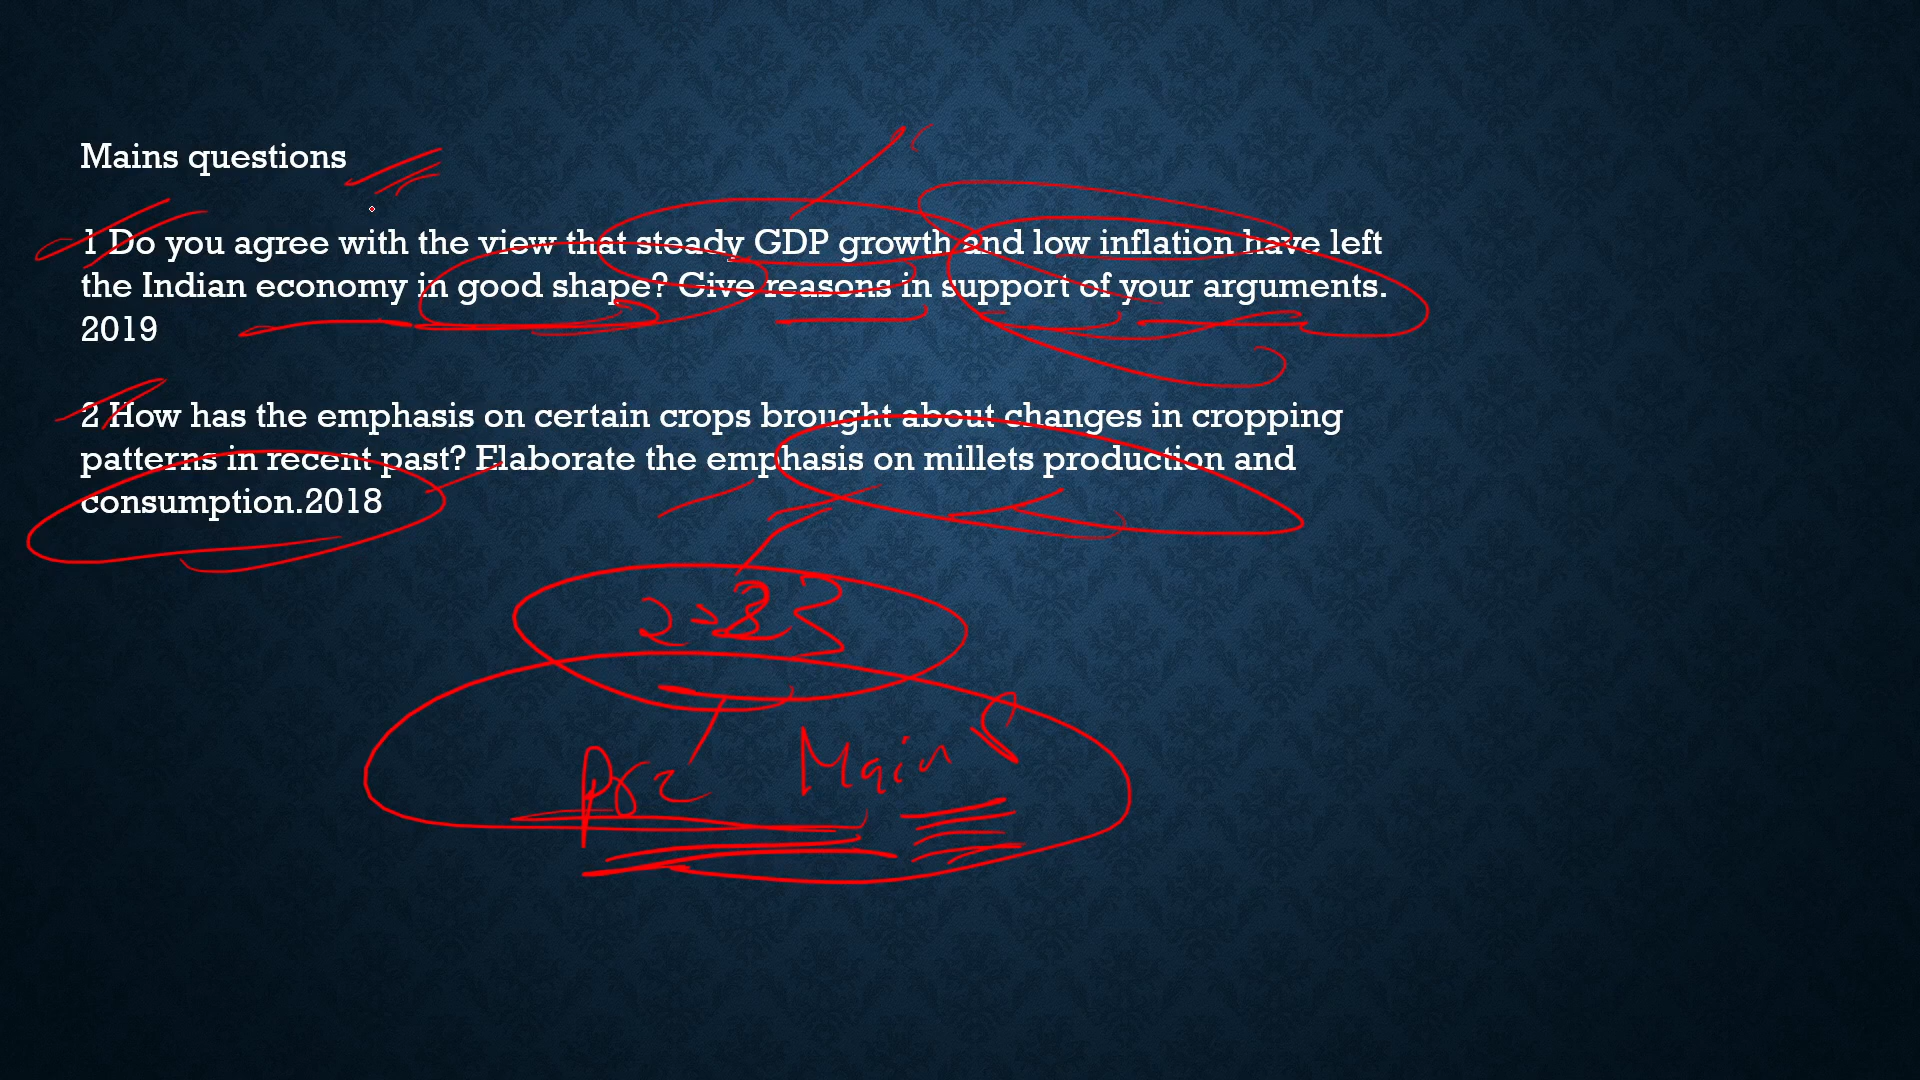 Mains questions
1 Do you agree with the view that steady GDP growth and low inflation have left
the Indian economy in good shape? Give reasons in support of your arguments.
2019
2 How has the emphasis on certain crops brought about changes in cropping
patterns in recent past? Elaborate the emphasis on millets production and
consumption.2018
2023
Pre Main